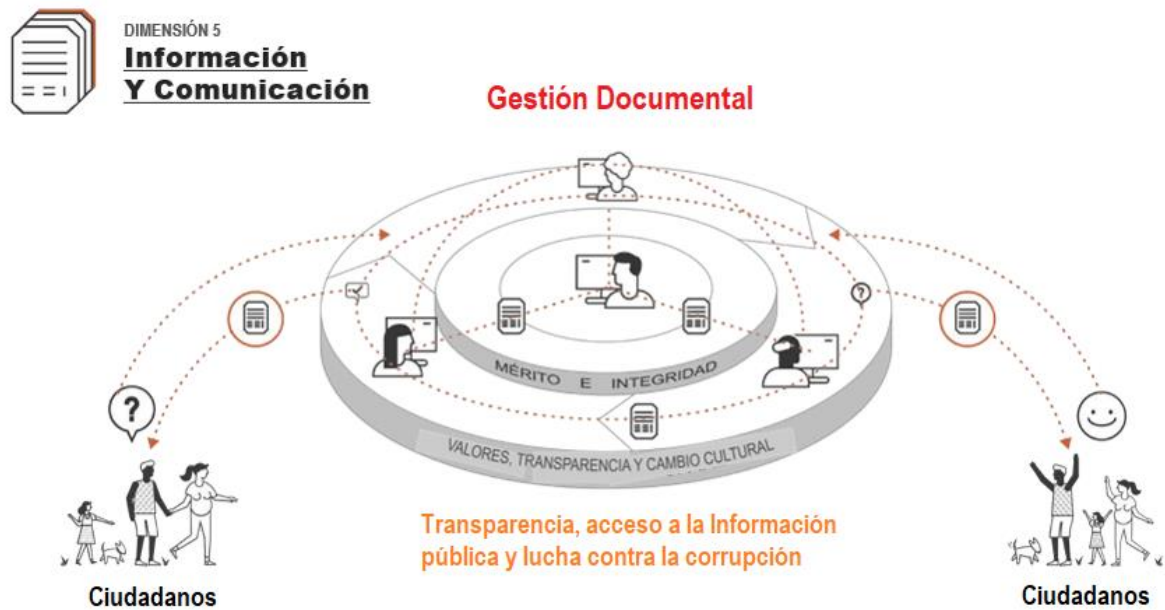 DIMENSIÓN 5
Información
Y Comunicación
Gestión Documental
?
?
MÉRITO E INTEGRIDAD
VALORES, TRANSPARENCIA Y CAMBIO CULTURAL
Transparencia, acceso a la Información
pública y lucha contra la corrupción
Ciudadanos
Ciudadanos